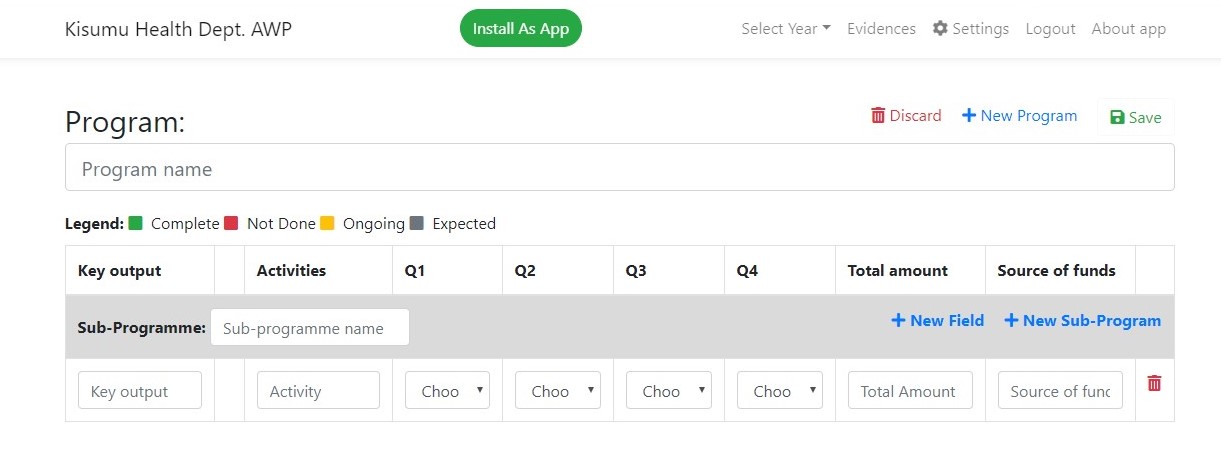 Kisumu Health Dept. AWP Install As App Select Year Evidences Settings Logout About app
Program: Discard New Program Save
Program name
Legend: Complete Not Done Ongoing Expected
Key output Activities Q1 Q2 Q3 Q4 Total amount Source of funds
Sub-Programme: Sub-programme name New Field New Sub-Program
Key output Activity Choo Choo Choo Choo Total Amount Source of func